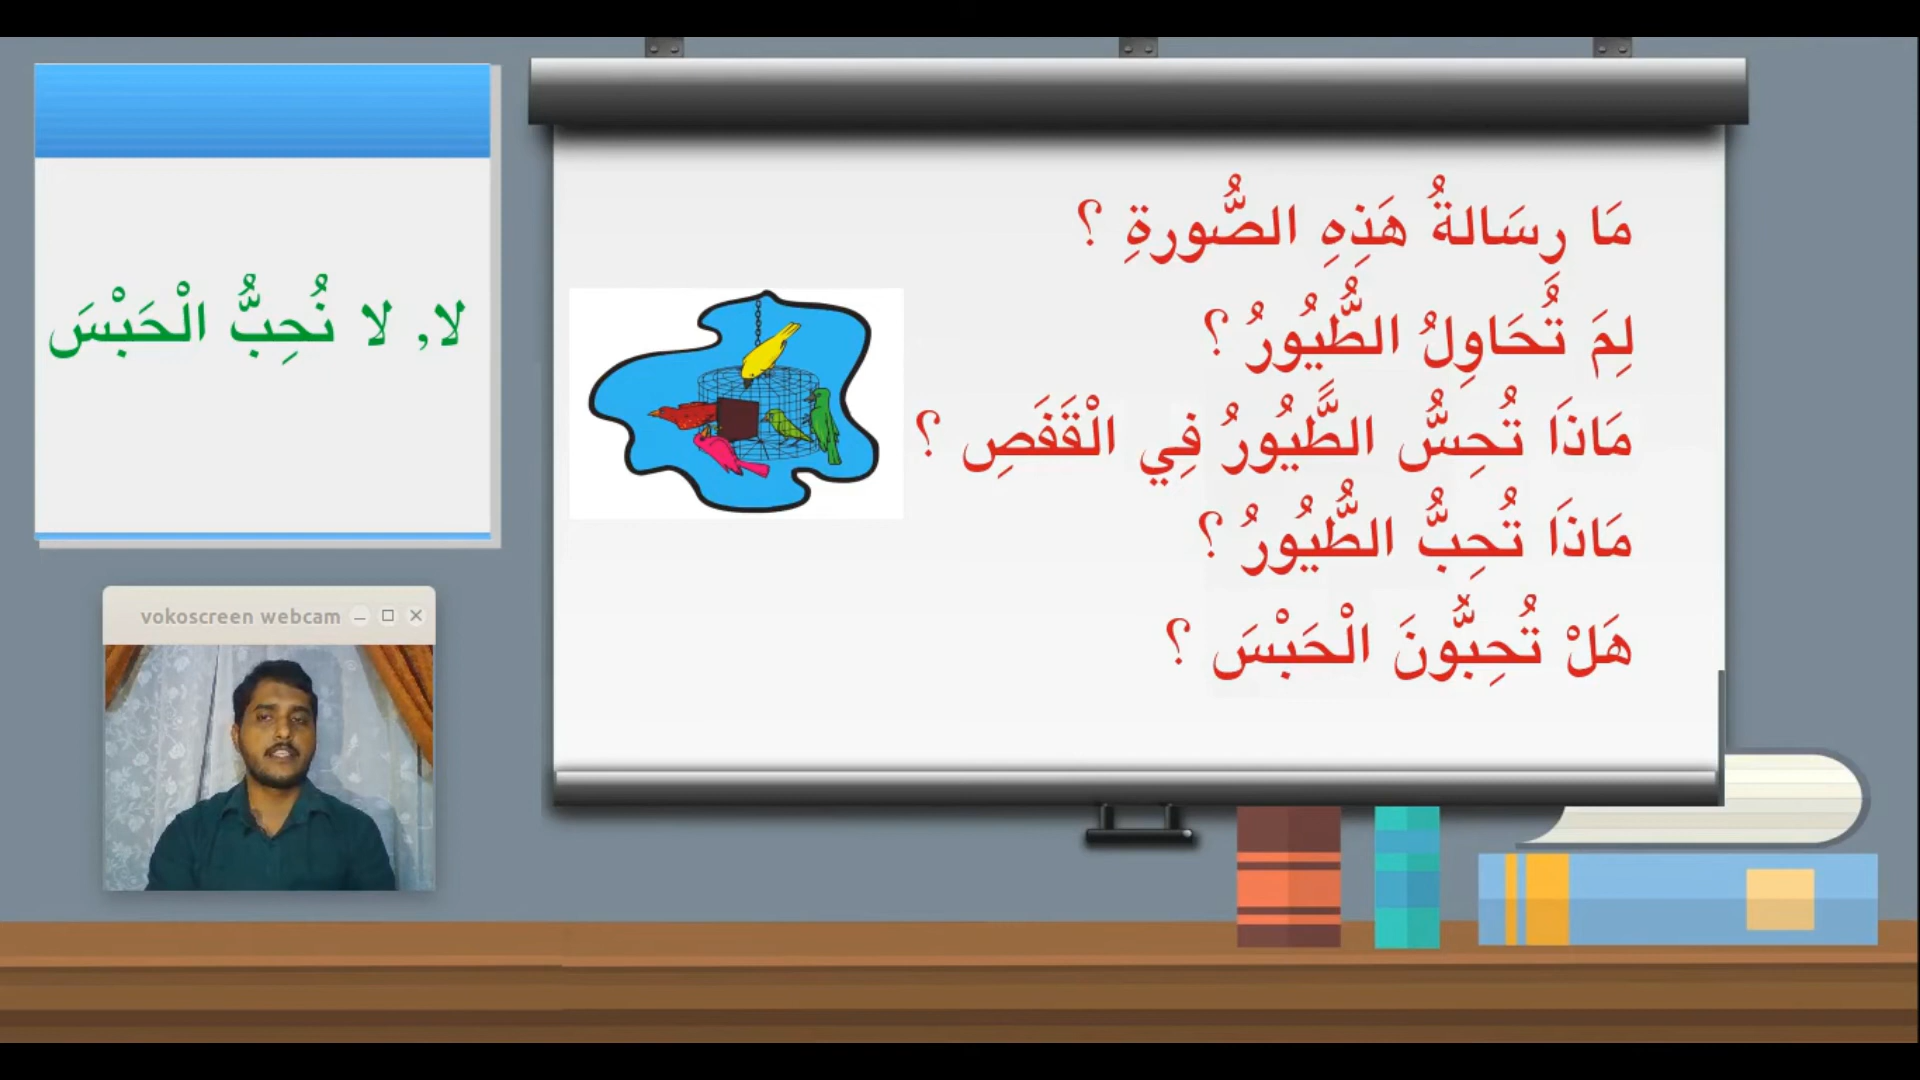 مَا رِسَالةُ هَذِهِ الصُّورةِ ؟
لِمَ تُحَاوِلُ الطُّيُورُ ؟
مَاذَا تُحِسُّ الطُّيُورُ فِي الْقَفَصِ ؟
مَاذَا تُحِبُّ الطُّيُورُ ؟
هَلْ تُحِبُّونَ الْحَبْسَ ؟
لا, لا نُحِبُّ الْحَبْسَ
vokoscreen webcam